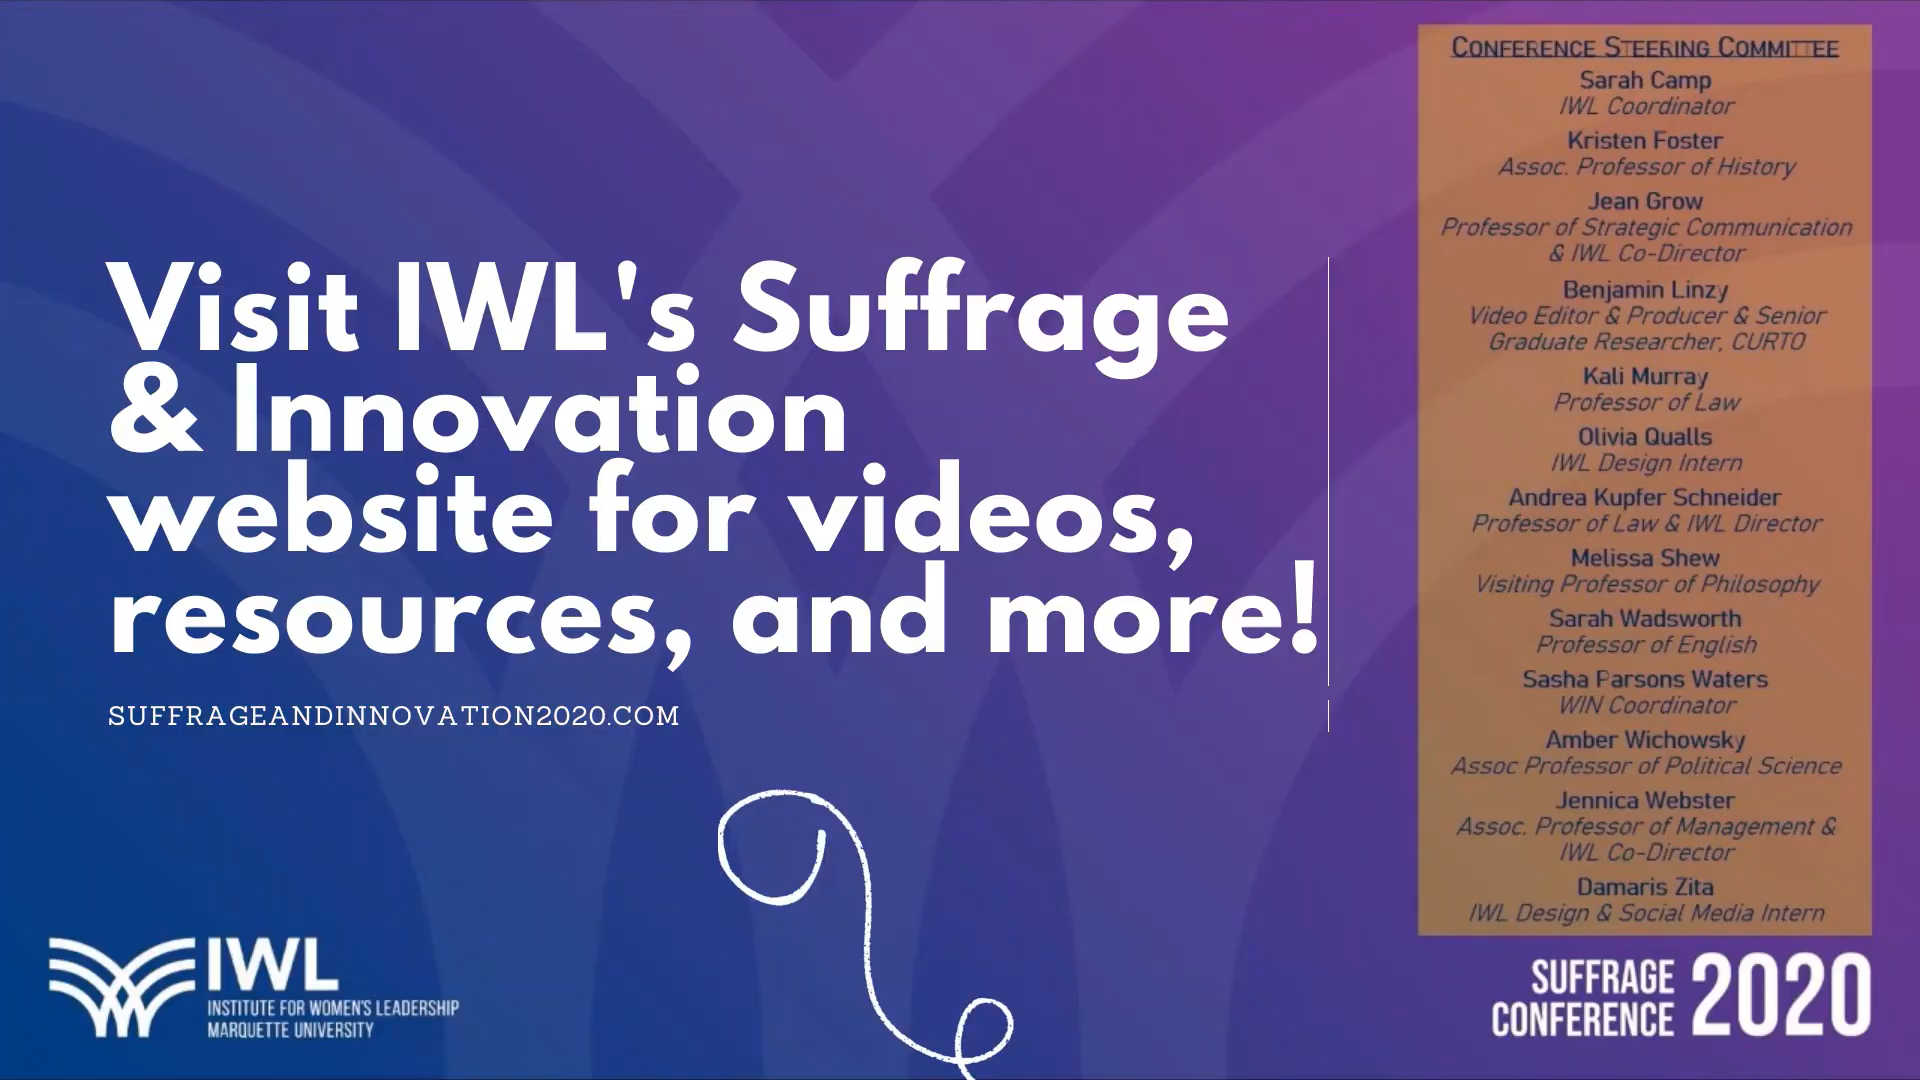 Visit IWL's Suffrage
& Innovation
website for videos,
resources, and more!
SUFFRAGEANDINNOVATION2020.COM
IWL
INSTITUTE FOR WOMEN'S LEADERSHIP
MARQUETTE UNIVERSITY
CONFERENCE STEERING COMMITTEE
Sarah Camp
IWL Coordinator
Kristen Foster
Assoc. Professor of History
Jean Grow
Professor of Strategic Communication
& IWL Co-Director
Benjamin Linzy
Video Editor & Producer & Senior
Graduate Researcher, CURTO
Kali Murray
Professor of Law
Olivia Qualls
IWL Design Intern
Andrea Kupfer Schneider
Professor of Law & IWL Director
Melissa Shew
Visiting Professor of Philosophy
Sarah Wadsworth
Professor of English
Sasha Parsons Waters
WIN Coordinator
Amber Wichowsky
Assoc Professor of Political Science
Jennica Webster
Assoc. Professor of Management &
IWL Co-Director
Damaris Zita
IWL Design & Social Media Intern
SUFFRAGE
CONFERENCE 2020